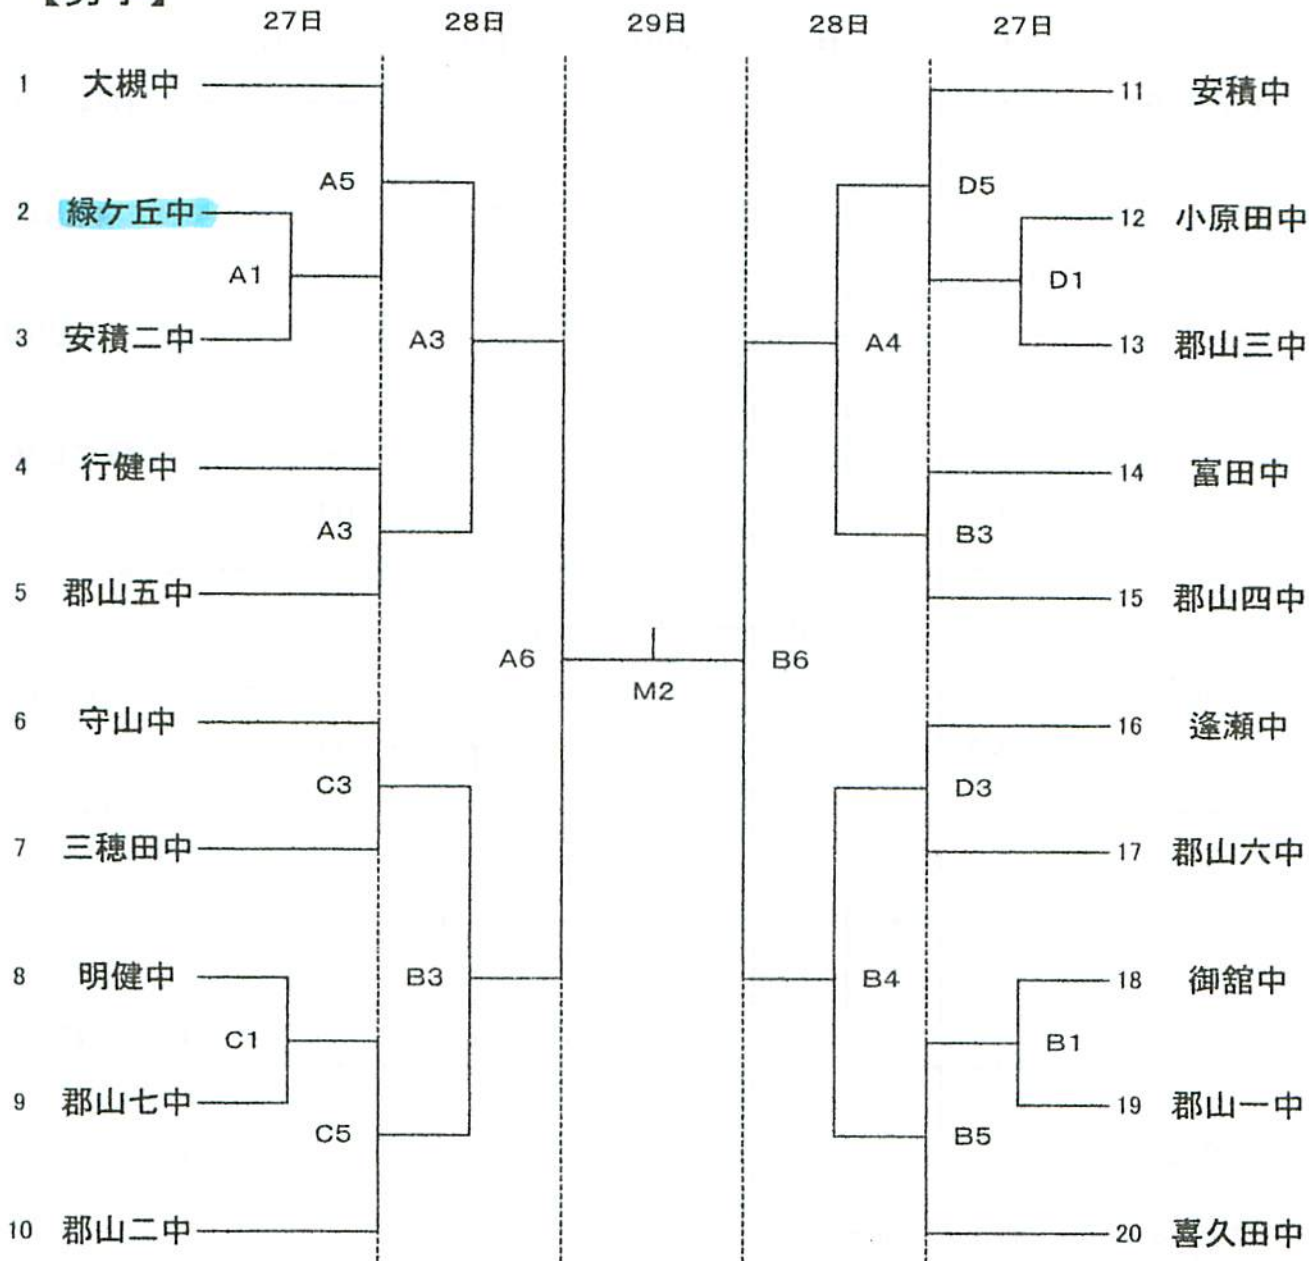 27日 28日 29日 28日 27日
1 大槻中 11 安積中
A5 D5
2 緑ケ丘中 12 小原田中
A1 D1
3 安積二中 A3 A4 13 郡山三中
4 行健中 14 富田中
A3 B3
5 郡山五中 15 郡山四中
A6 B6
M2
6 守山中 16 逢瀬中
C3 D3
7 三穂田中 17 郡山六中
8 明健中 B3 B4 18 御舘中
C1 B1
9 郡山七中 19 郡山一中
C5 B5
10 郡山二中 20 喜久田中